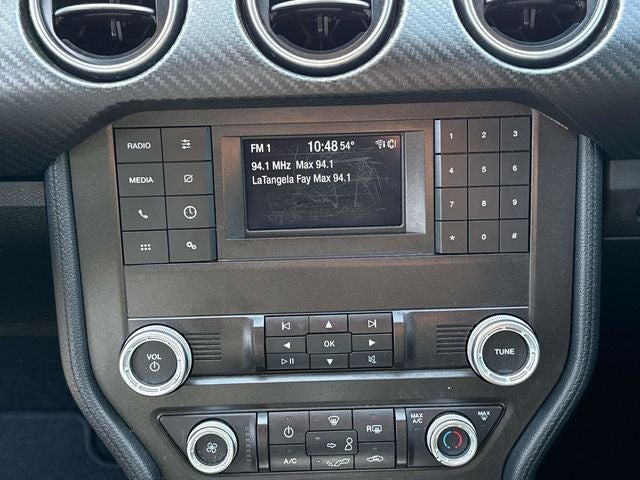 RADIO
MEDIA
FM 1 10:48 54°
94.1 MHz Max 94.1
LaTangela Fay Max 94.1
1 2 3
4 5 6
7 8 9
* 0 #
VOL
OK
TUNE
A/C
R
MAX A/C
MAX